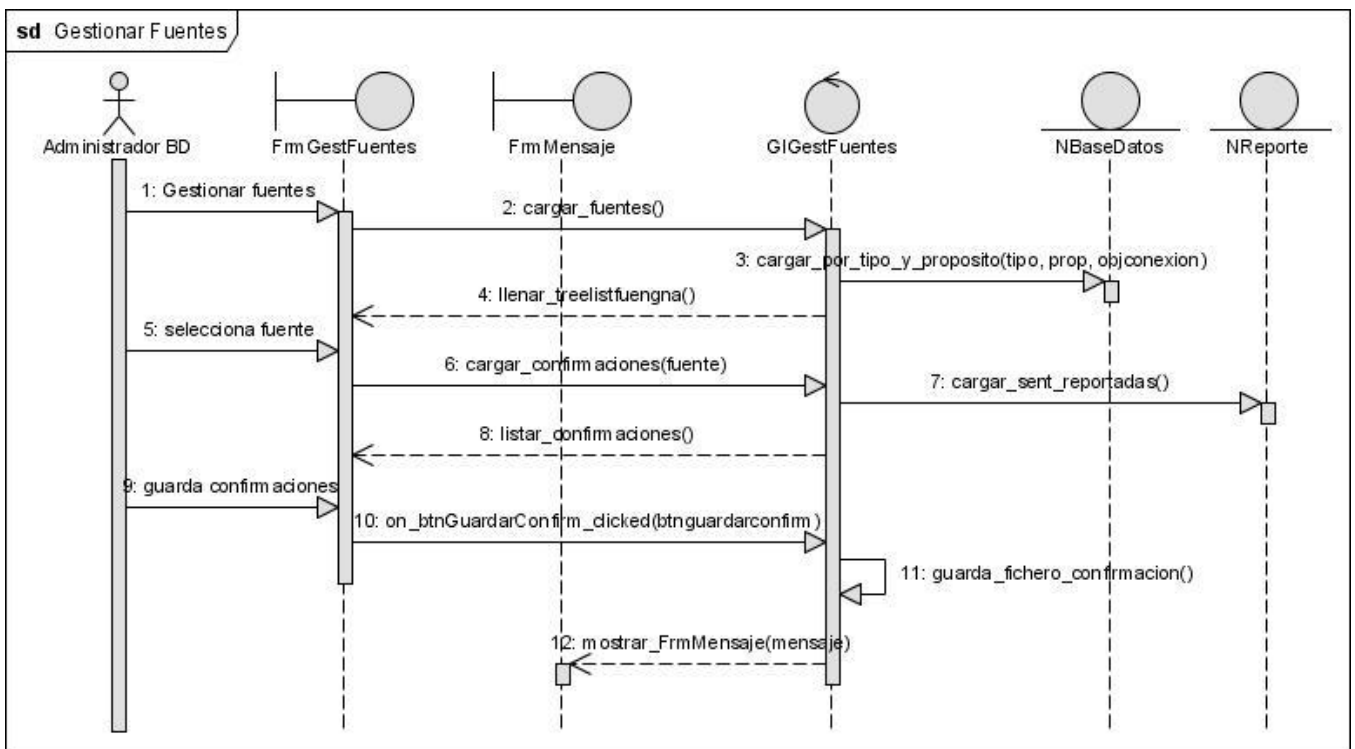 sd Gestionar Fuentes
Administrador BD
FrmGestFuentes
FrmMensaje
GIGestFuentes
NBaseDatos
NReporte
1: Gestionar fuentes
2: cargar_fuentes()
3: cargar_por_tipo_y_proposito(tipo, prop, objconexion)
4: llenar_treelistfuengna()
5: selecciona fuente
6: cargar_confirmaciones(fuente)
7: cargar_sent_reportadas()
8: listar_confirmaciones()
9: guarda confirmaciones
10: on_btnGuardarConfirm_clicked(btnguardarconfirm)
11: guarda_fichero_confirmacion()
12: mostrar_FrmMensaje(mensaje)